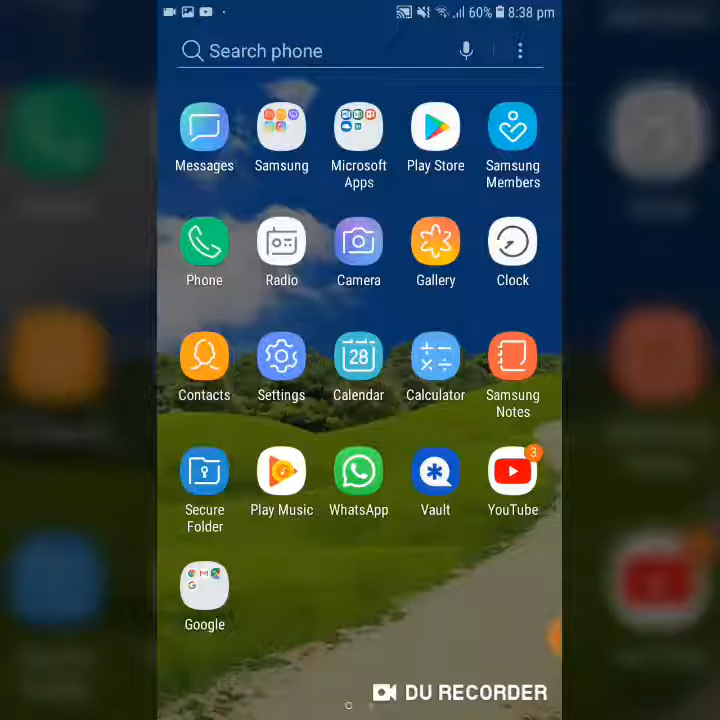 60% 8:38 pm
Search phone
Messages Samsung Microsoft Apps Play Store Samsung Members
Phone Radio Camera Gallery Clock
28
Contacts Settings Calendar Calculator Samsung Notes
3
Secure Folder Play Music WhatsApp Vault YouTube
Google
DU RECORDER